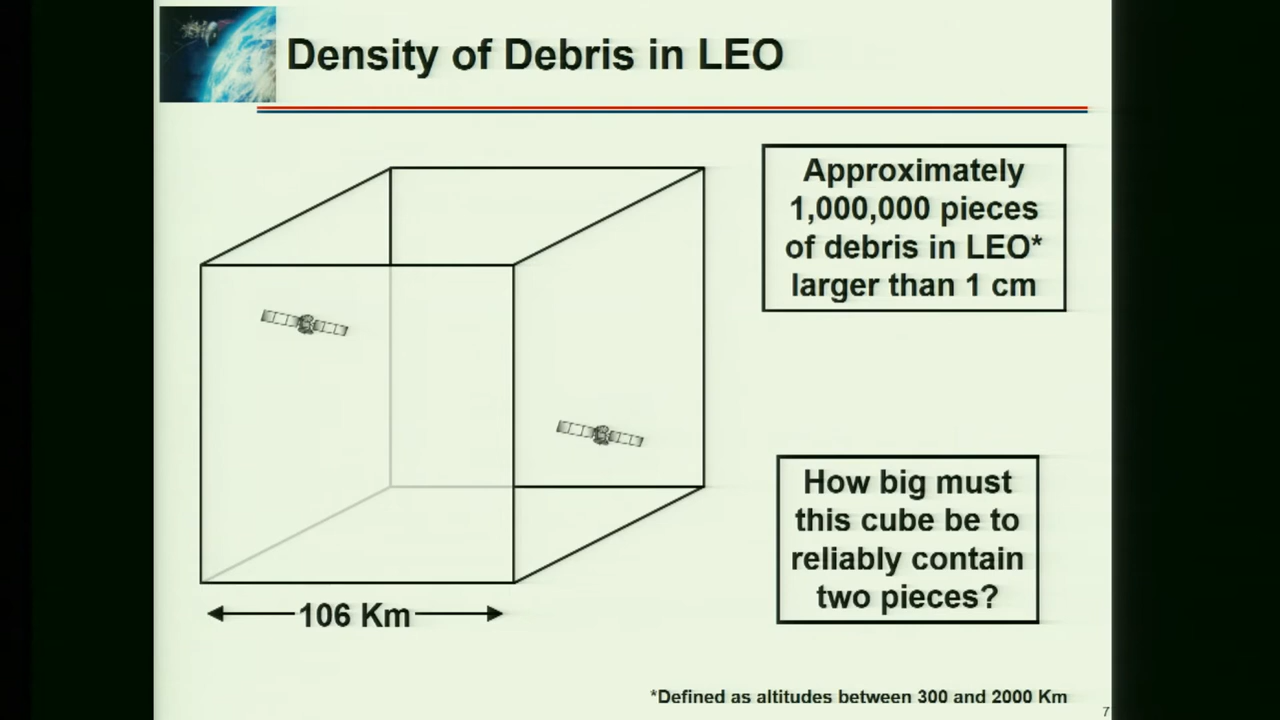 Density of Debris in LEO
Approximately
1,000,000 pieces
of debris in LEO*
larger than 1 cm
How big must
this cube be to
reliably contain
two pieces?
106 Km
*Defined as altitudes between 300 and 2000 Km
7